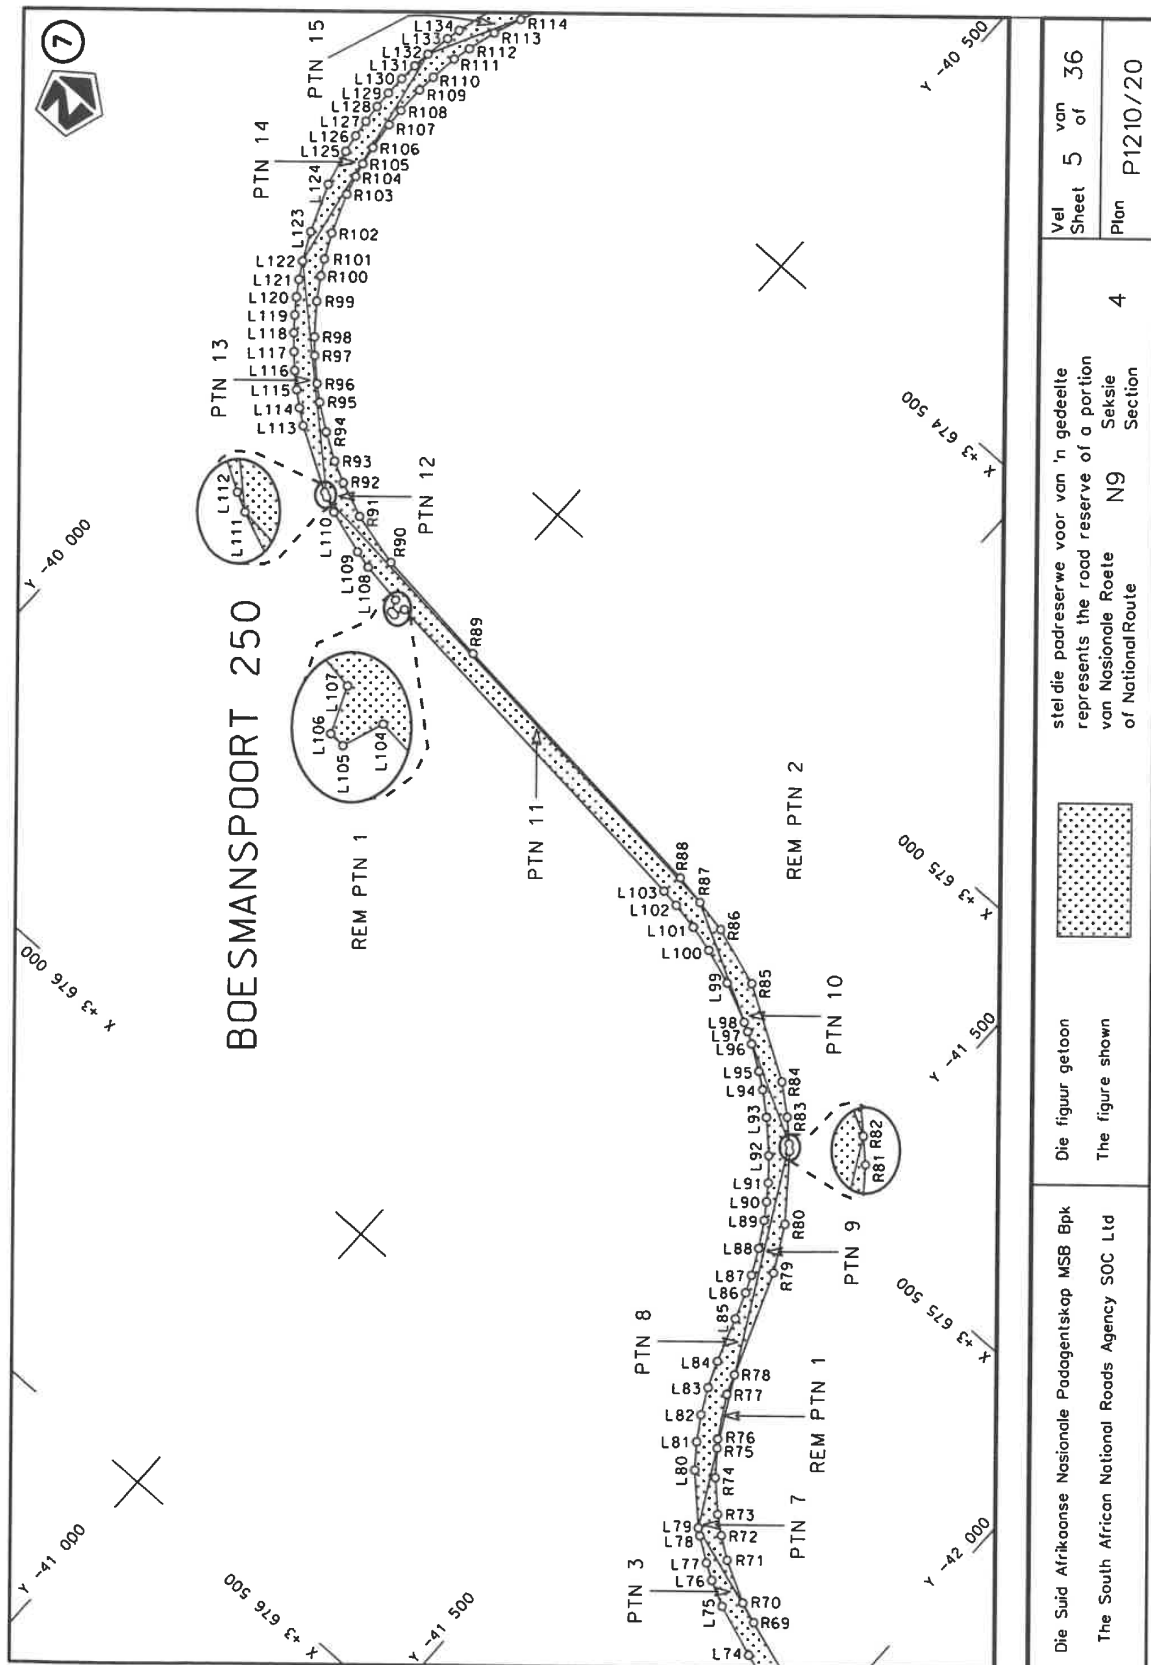 7
BOESMANSPOORT 250
Y -40 000
Y -40 500
Y -41 000
Y -41 500
Y -41 500
Y -42 000
X +3 674 500
X +3 675 000
X +3 675 500
X +3 676 000
X +3 676 500
REM PTN 1
REM PTN 2
REM PTN 1
PTN 3
PTN 7
PTN 8
PTN 9
PTN 10
PTN 11
PTN 12
PTN 13
PTN 14
PTN 15
L74
L75
L76
L77
L78
L79
L80
L81
L82
L83
L84
L85
L86
L87
L88
L89
L90
L91
L92
L93
L94
L95
L96
L97
L98
L99
L100
L101
L102
L103
L104
L105
L106
L107
L108
L109
L110
L111
L112
L113
L114
L115
L116
L117
L118
L119
L120
L121
L122
L123
L124
L125
L126
L127
L128
L129
L130
L131
L132
L133
L134
R69
R70
R71
R72
R73
R74
R75
R76
R77
R78
R79
R80
R81
R82
R83
R84
R85
R86
R87
R88
R89
R90
R91
R92
R93
R94
R95
R96
R97
R98
R99
R100
R101
R102
R103
R104
R105
R106
R107
R108
R109
R110
R111
R112
R113
R114
Die Suid Afrikaanse Nasionale Padagentskap MSB Bpk
The South African National Roads Agency SOC Ltd
Die figuur getoon
The figure shown
stel die padreserwe voor van 'n gedeelte
represents the road reserve of a portion
van Nasionale Roete N9 Seksie 4
of National Route Section
Vel 5 van 36
Sheet of
Plan P1210/20